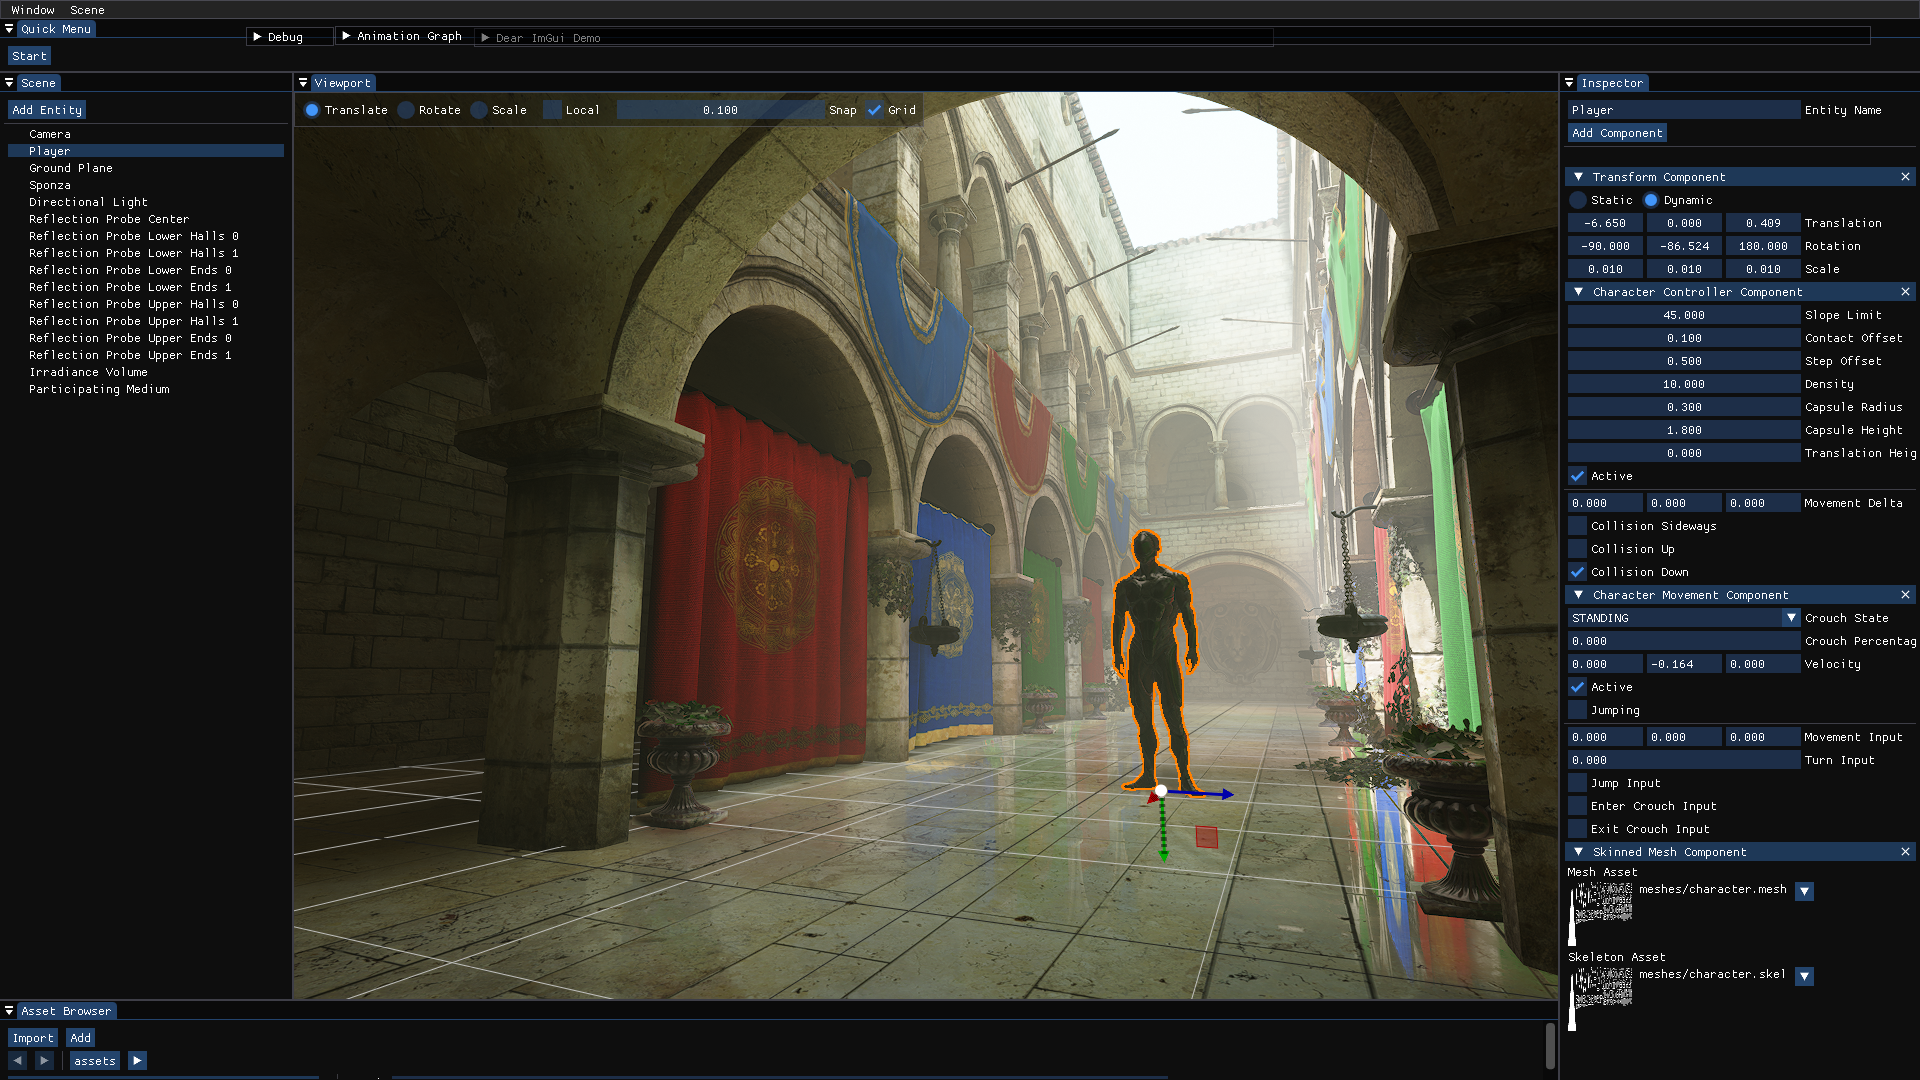 Window Scene
Quick Menu
Debug
Animation Graph
Dear ImGui Demo
Start
Scene
Add Entity
Camera
Player
Ground Plane
Sponza
Directional Light
Reflection Probe Center
Reflection Probe Lower Halls 0
Reflection Probe Lower Halls 1
Reflection Probe Lower Ends 0
Reflection Probe Lower Ends 1
Reflection Probe Upper Halls 0
Reflection Probe Upper Halls 1
Reflection Probe Upper Ends 0
Reflection Probe Upper Ends 1
Irradiance Volume
Participating Medium
Viewport
Translate Rotate Scale Local 0.100 Snap Grid
Inspector
Player Entity Name
Add Component
Transform Component
Static Dynamic
-6.650 0.000 0.409 Translation
-90.000 -86.524 180.000 Rotation
0.010 0.010 0.010 Scale
Character Controller Component
45.000 Slope Limit
0.100 Contact Offset
0.500 Step Offset
10.000 Density
0.300 Capsule Radius
1.800 Capsule Height
0.000 Translation Heig
Active
0.000 0.000 0.000 Movement Delta
Collision Sideways
Collision Up
Collision Down
Character Movement Component
STANDING Crouch State
0.000 Crouch Percentag
0.000 -0.164 0.000 Velocity
Active
Jumping
0.000 0.000 0.000 Movement Input
0.000 Turn Input
Jump Input
Enter Crouch Input
Exit Crouch Input
Skinned Mesh Component
Mesh Asset
meshes/character.mesh
Skeleton Asset
meshes/character.skel
Asset Browser
Import Add
assets